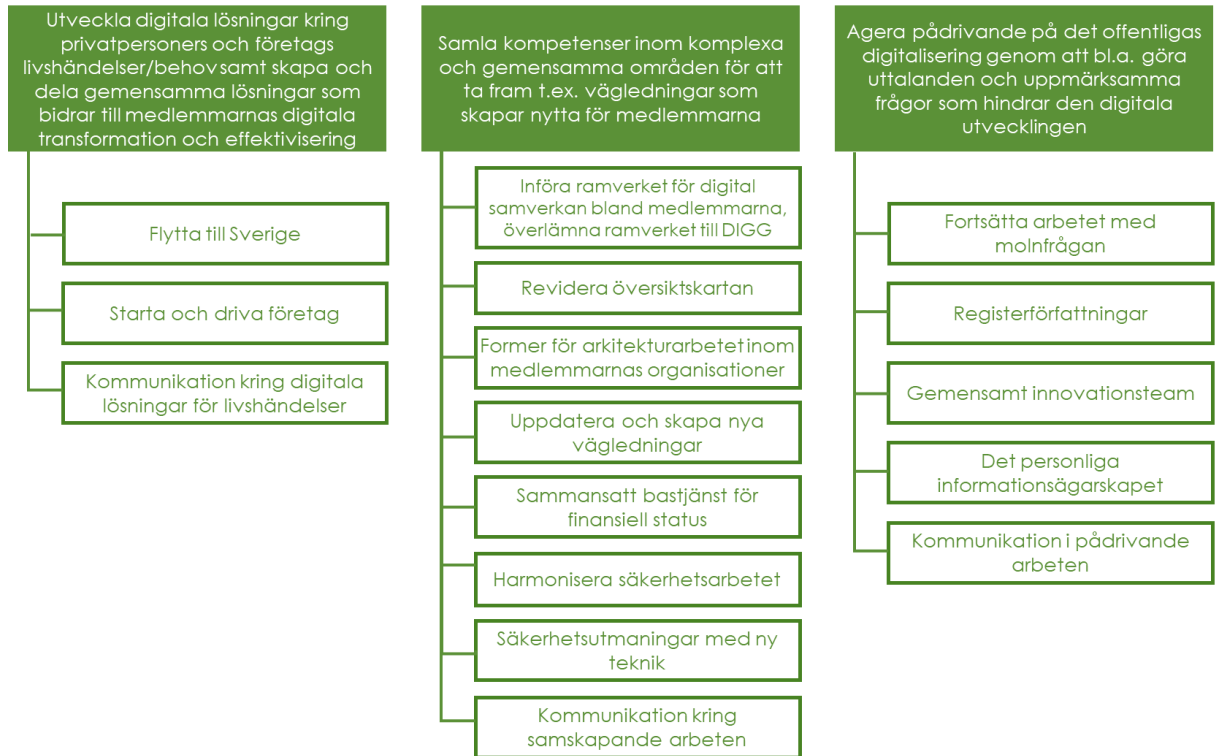 Utveckla digitala lösningar kring
privatpersoners och företags
livshändelser/behov samt skapa och
dela gemensamma lösningar som
bidrar till medlemmarnas digitala
transformation och effektivisering
Flytta till Sverige
Starta och driva företag
Kommunikation kring digitala
lösningar för livshändelser
Samla kompetenser inom komplexa
och gemensamma områden för att
ta fram t.ex. vägledningar som
skapar nytta för medlemmarna
Införa ramverket för digital
samverkan bland medlemmarna,
överlämna ramverket till DIGG
Revidera översiktskartan
Former för arkitekturarbetet inom
medlemmarnas organisationer
Uppdatera och skapa nya
vägledningar
Sammansatt bastjänst för
finansiell status
Harmonisera säkerhetsarbetet
Säkerhetsutmaningar med ny
teknik
Kommunikation kring
samskapande arbeten
Agera pådrivande på det offentligas
digitalisering genom att bl.a. göra
uttalanden och uppmärksamma
frågor som hindrar den digitala
utvecklingen
Fortsätta arbetet med
molnfrågan
Registerförfattningar
Gemensamt innovationsteam
Det personliga
informationsägarskapet
Kommunikation i pådrivande
arbeten